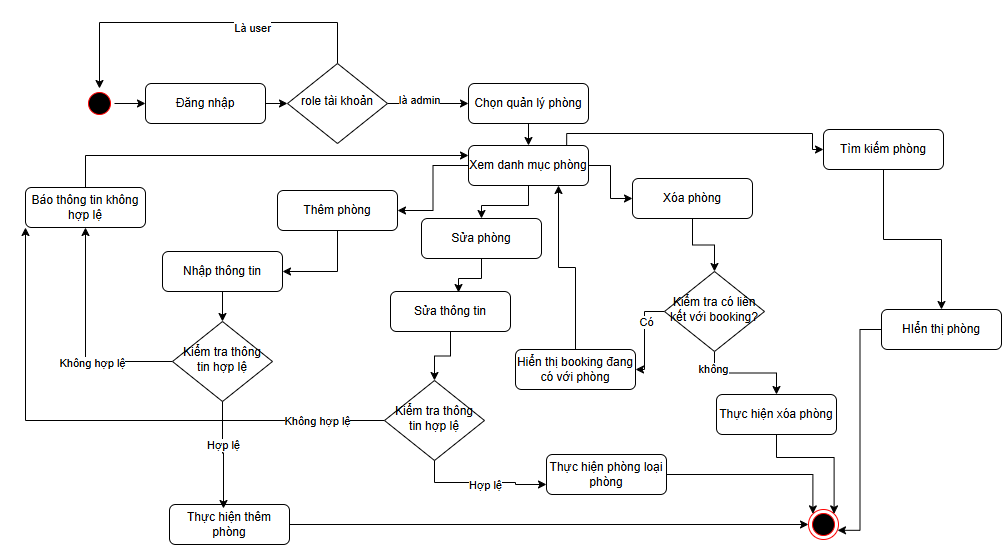 Là user
Đăng nhập
role tài khoản
là admin
Chọn quản lý phòng
Tìm kiếm phòng
Xem danh mục phòng
Báo thông tin không
hợp lệ
Thêm phòng
Xóa phòng
Sửa phòng
Nhập thông tin
Sửa thông tin
Kiểm tra có liên
kết với booking?
Có
HIển thị phòng
Kiểm tra thông
tin hợp lệ
Không hợp lệ
Hiển thị booking đang
có với phòng
không
Kiểm tra thông
tin hợp lệ
Không hợp lệ
Thực hiện xóa phòng
Hợp lệ
Thực hiện phòng loại
phòng
Hợp lệ
Thực hiện thêm
phòng